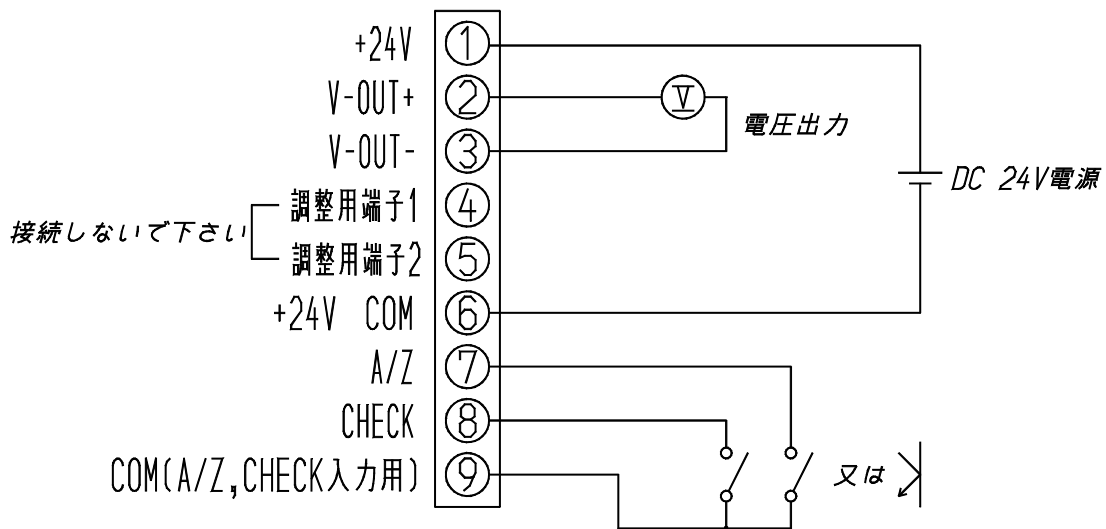 +24V ①
V-OUT+ ②
V-OUT- ③
調整用端子1 ④
調整用端子2 ⑤
接続しないで下さい
+24V COM ⑥
A/Z ⑦
CHECK ⑧
COM(A/Z,CHECK入力用) ⑨
V
電圧出力
DC 24V電源
又は